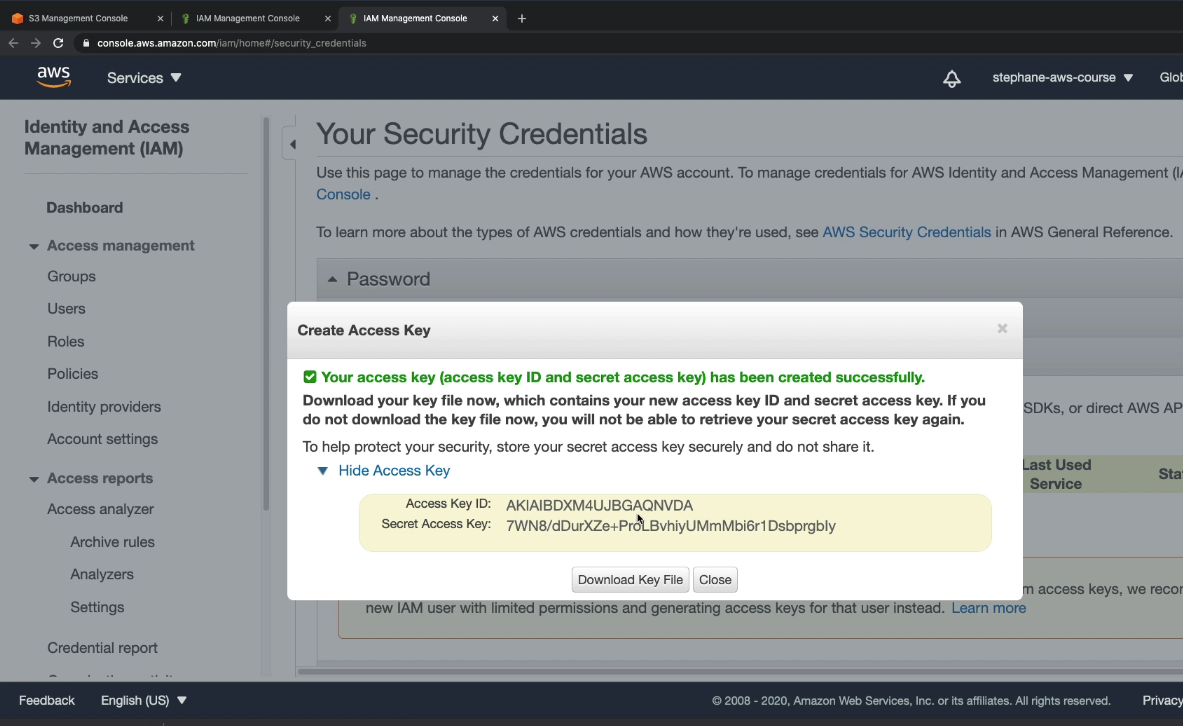 S3 Management Console
IAM Management Console
IAM Management Console
console.aws.amazon.com/iam/home#/security_credentials
aws
Services
stephane-aws-course
Identity and Access
Management (IAM)
Dashboard
Access management
Groups
Users
Roles
Policies
Identity providers
Account settings
Access reports
Access analyzer
Archive rules
Analyzers
Settings
Credential report
Your Security Credentials
Use this page to manage the credentials for your AWS account. To manage credentials for AWS Identity and Access Management
Console .
To learn more about the types of AWS credentials and how they're used, see AWS Security Credentials in AWS General Reference.
Password
Create Access Key
Your access key (access key ID and secret access key) has been created successfully.
Download your key file now, which contains your new access key ID and secret access key. If you
do not download the key file now, you will not be able to retrieve your secret access key again.
To help protect your security, store your secret access key securely and do not share it.
Hide Access Key
Access Key ID: AKIAIBDXM4UJBGAQNVDA
Secret Access Key: 7WN8/dDurXZe+ProLBvhiyUMmMbi6r1DsbprgbIy
Download Key File
Close
SDKs, or direct AWS
Last Used
Service
access keys, we
new IAM user with limited permissions and generating access keys for that user instead. Learn more
Feedback
English (US)
© 2008 - 2020, Amazon Web Services, Inc. or its affiliates. All rights reserved.
Privacy